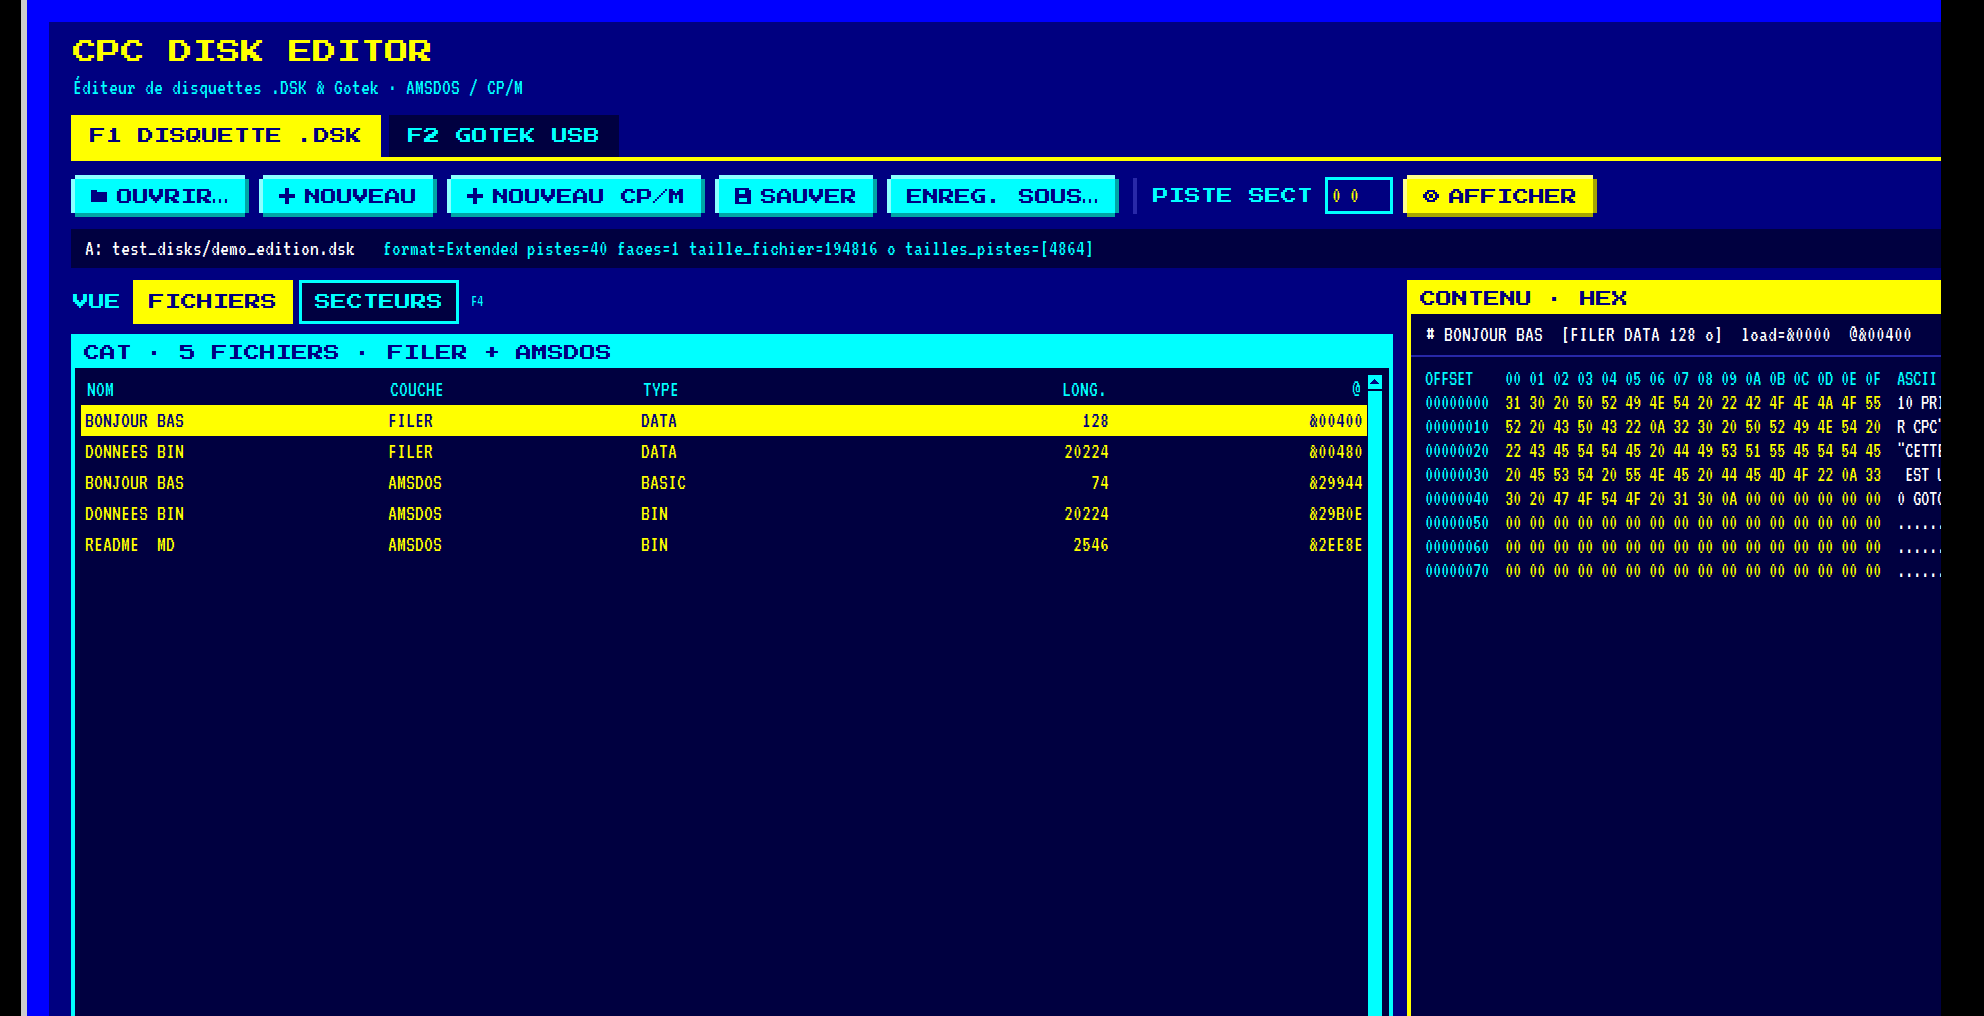 CPC DISK EDITOR
Éditeur de disquettes .DSK & Gotek · AMSDOS / CP/M
F1 DISQUETTE .DSK F2 GOTEK USB
OUVRIR… + NOUVEAU + NOUVEAU CP/M SAUVER ENREG. SOUS… PISTE SECT 0 0 AFFICHER
A: test_disks/demo_edition.dsk format=Extended pistes=40 faces=1 taille_fichier=194816 o tailles_pistes=[4864]
VUE FICHIERS SECTEURS F4
CAT · 5 FICHIERS · FILER + AMSDOS
NOM COUCHE TYPE LONG. @
BONJOUR BAS FILER DATA 128 &00400
DONNEES BIN FILER DATA 20224 &00480
BONJOUR BAS AMSDOS BASIC 74 &29944
DONNEES BIN AMSDOS BIN 20224 &29B0E
README MD AMSDOS BIN 2546 &2EE8E
CONTENU · HEX
# BONJOUR BAS [FILER DATA 128 o] load=&0000 @&00400
OFFSET 00 01 02 03 04 05 06 07 08 09 0A 0B 0C 0D 0E 0F ASCII
00000000 31 30 20 50 52 49 4E 54 20 22 42 4F 4E 4A 4F 55 10 PRI
00000010 52 20 43 50 43 22 0A 32 30 20 50 52 49 4E 54 20 R CPC"
00000020 22 43 45 54 54 45 20 44 49 53 51 55 45 54 54 45 "CETTE
00000030 20 45 53 54 20 55 4E 45 20 44 45 4D 4F 22 0A 33 EST U
00000040 30 20 47 4F 54 4F 20 31 30 0A 00 00 00 00 00 00 0 GOTO
00000050 00 00 00 00 00 00 00 00 00 00 00 00 00 00 00 00 ......
00000060 00 00 00 00 00 00 00 00 00 00 00 00 00 00 00 00 ......
00000070 00 00 00 00 00 00 00 00 00 00 00 00 00 00 00 00 ......